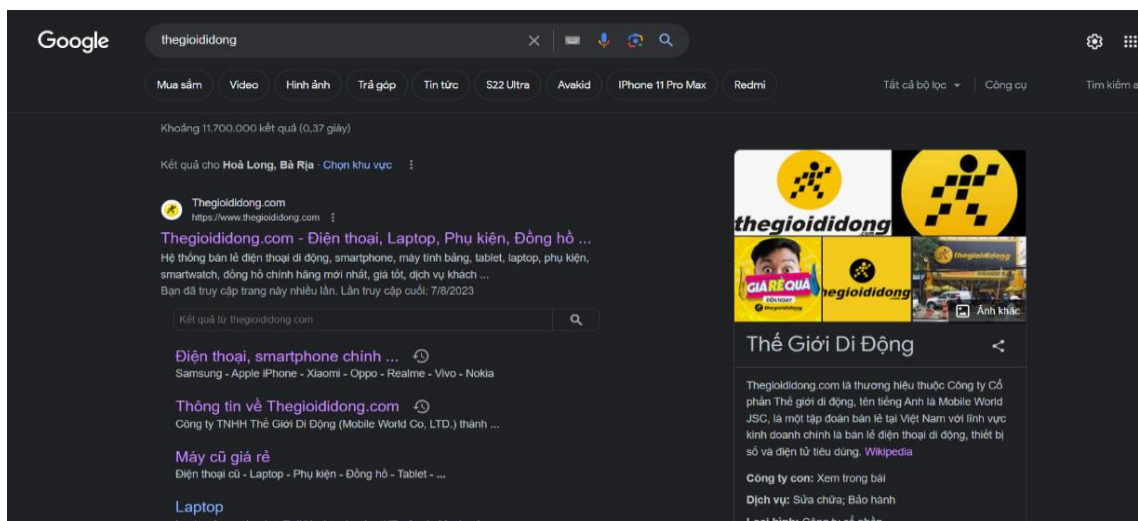 Google
thegioididong
Mua sắm
Video
Hình ảnh
Trả góp
Tin tức
S22 Ultra
Avakid
IPhone 11 Pro Max
Redmi
Tất cả bộ lọc
Công cụ
Tìm kiếm a
Khoảng 11.700.000 kết quả (0,37 giây)
Kết quả cho Hoà Long, Bà Rịa · Chọn khu vực
Thegioididong.com
https://www.thegioididong.com
Thegioididong.com - Điện thoại, Laptop, Phụ kiện, Đồng hồ ...
Hệ thống bán lẻ điện thoại di động, smartphone, máy tính bảng, tablet, laptop, phụ kiện,
smartwatch, đồng hồ chính hãng mới nhất, giá tốt, dịch vụ khách ...
Bạn đã truy cập trang này nhiều lần. Lần truy cập cuối: 7/8/2023
Kết quả từ thegioididong.com
Điện thoại, smartphone chính ...
Samsung - Apple iPhone - Xiaomi - Oppo - Realme - Vivo - Nokia
Thông tin về Thegioididong.com
Công ty TNHH Thế Giới Di Động (Mobile World Co, LTD.) thành ...
Máy cũ giá rẻ
Điện thoại cũ - Laptop - Phụ kiện - Đồng hồ - Tablet - ...
Laptop
thegioididong
.com
GIÁ RẺ QUÁ
ĐẾN NGAY
thegioididong
hegioididong
thegioididong
Ảnh khác
Thế Giới Di Động
Thegioididong.com là thương hiệu thuộc Công ty Cổ
phần Thế giới di động, tên tiếng Anh là Mobile World
JSC, là một tập đoàn bán lẻ tại Việt Nam với lĩnh vực
kinh doanh chính là bán lẻ điện thoại di động, thiết bị
số và điện tử tiêu dùng. Wikipedia
Công ty con: Xem trong bài
Dịch vụ: Sửa chữa; Bảo hành
Loại hình: Công ty cổ phần